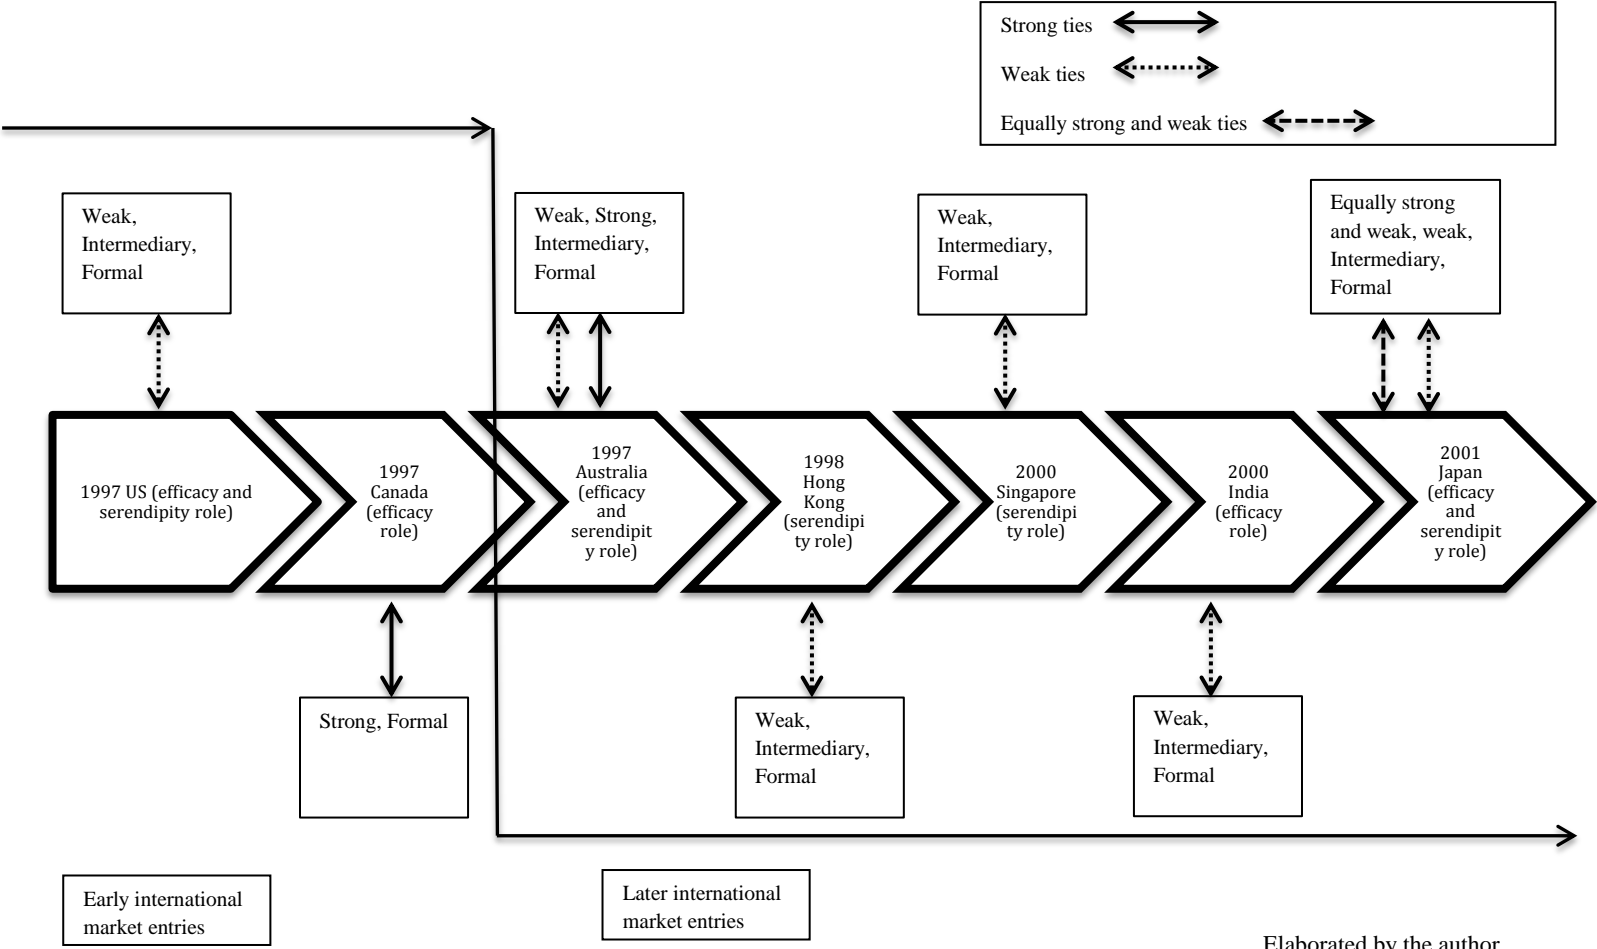 Strong ties
Weak ties
Equally strong and weak ties
Weak,
Intermediary,
Formal
Weak, Strong,
Intermediary,
Formal
Weak,
Intermediary,
Formal
Equally strong
and weak, weak,
Intermediary,
Formal
1997 US (efficacy and
serendipity role)
1997
Canada
(efficacy
role)
1997
Australia
(efficacy
and
serendipit
y role)
1998
Hong
Kong
(serendipi
ty role)
2000
Singapore
(serendipi
ty role)
2000
India
(efficacy
role)
2001
Japan
(efficacy
and
serendipit
y role)
Strong, Formal
Weak,
Intermediary,
Formal
Weak,
Intermediary,
Formal
Early international
market entries
Later international
market entries
Elaborated by the author